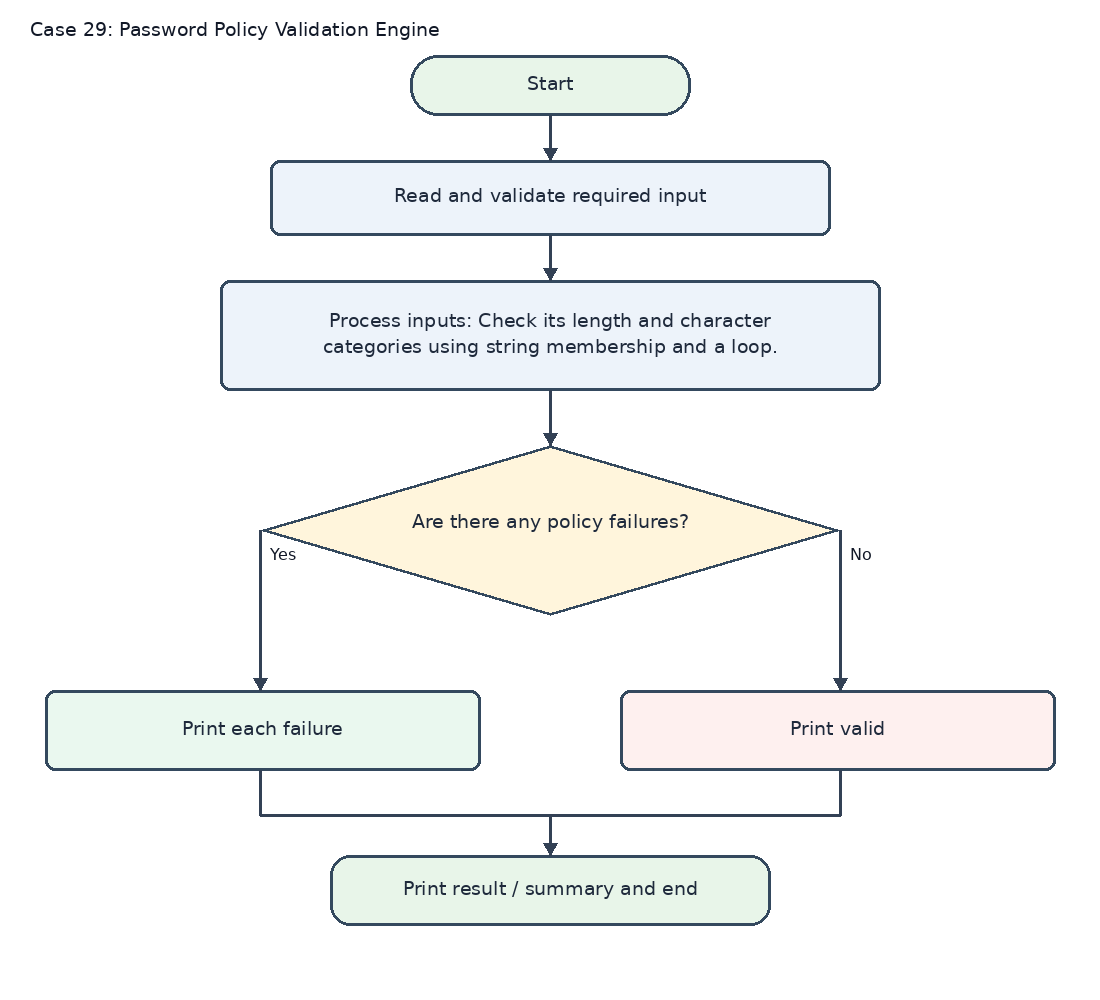 Case 29: Password Policy Validation Engine
Start
Read and validate required input
Process inputs: Check its length and character
categories using string membership and a loop.
Are there any policy failures?
Yes
No
Print each failure
Print valid
Print result / summary and end